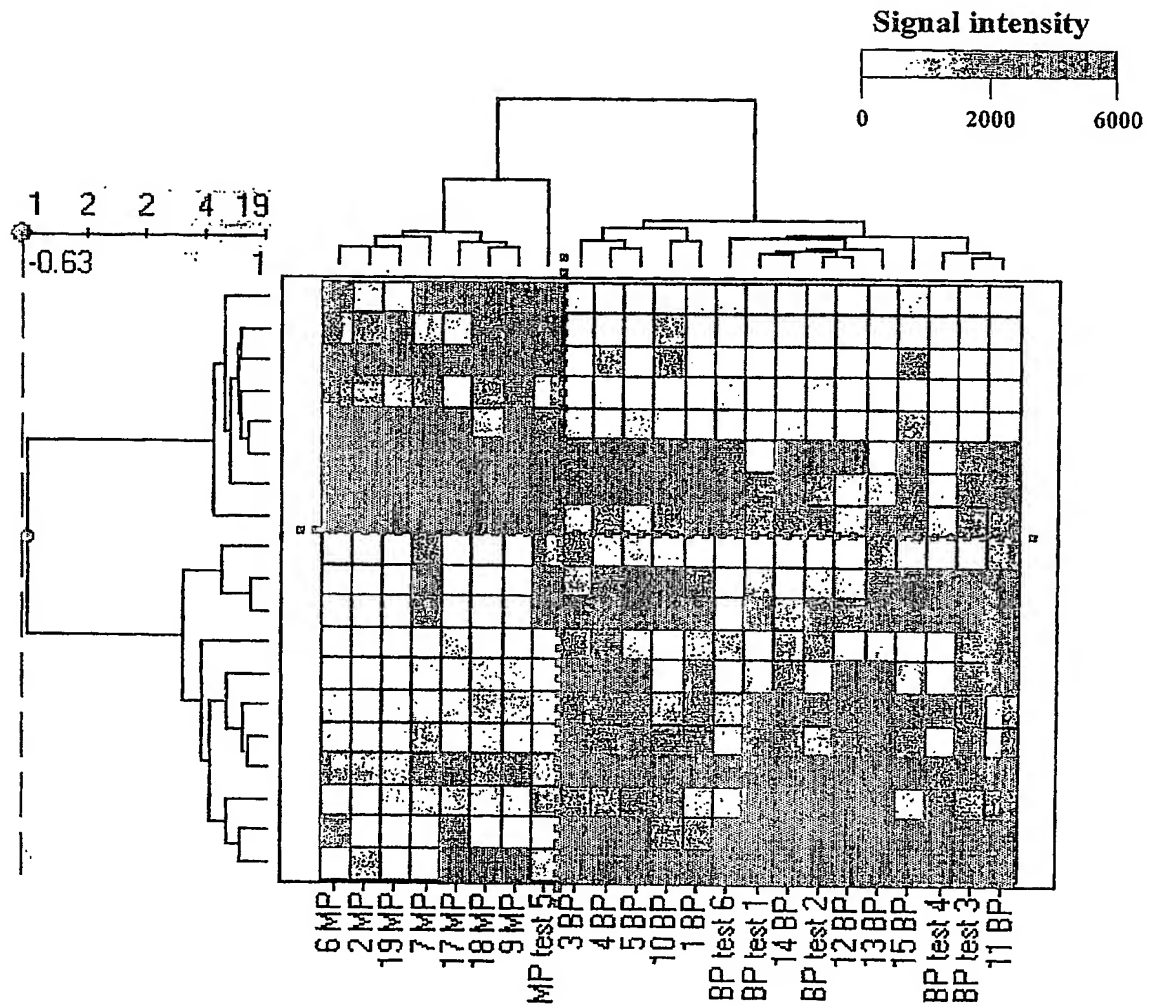 Signal intensity
0 2000 6000
1 2 2 4 19
-0.63 1
6 MP
2 MP
19 MP
7 MP
17 MP
18 MP
9 MP
MP test 5
3 BP
4 BP
5 BP
10 BP
1 BP
BP test 6
BP test 1
14 BP
BP test 2
12 BP
13 BP
15 BP
BP test 4
BP test 3
11 BP